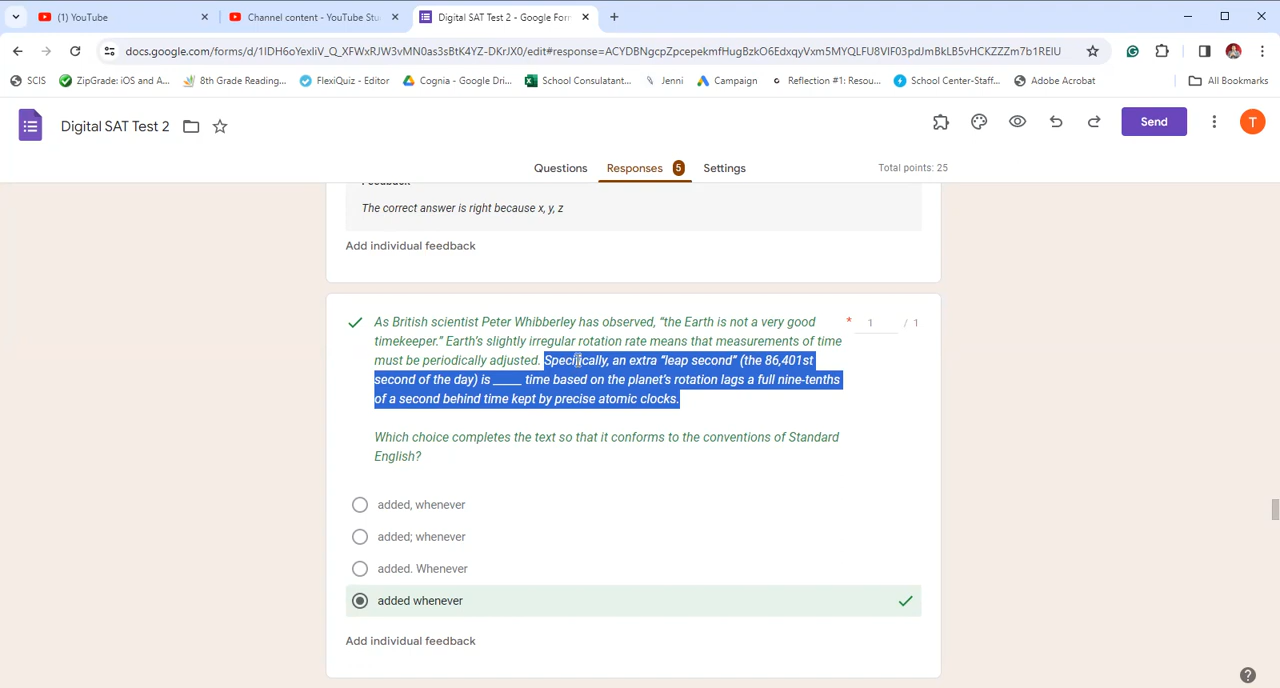 (1) YouTube
Channel content - YouTube Stu
Digital SAT Test 2 - Google For
docs.google.com/forms/d/1IDH6oYexIiV_Q_XFWxRJW3vMN0as3sBtK4YZ-DKrJX0/edit#response=ACYDBNgcpZpcepekmfHugBzkO6EdxqyVxm5MYQLFU8VlF03pdJmBkLB5vHCKZZZm7b1REIU
SCIS
ZipGrade: iOS and A...
8th Grade Reading...
FlexiQuiz - Editor
Cognia - Google Dri...
School Consulatant...
Jenni
Campaign
Reflection #1: Resou...
School Center-Staff...
Adobe Acrobat
All Bookmarks
Digital SAT Test 2
Send
T
Questions
Responses 5
Settings
Total points: 25
Feedback
The correct answer is right because x, y, z
Add individual feedback
As British scientist Peter Whibberley has observed, “the Earth is not a very good * 1 / 1
timekeeper.” Earth’s slightly irregular rotation rate means that measurements of time
must be periodically adjusted. Specifically, an extra “leap second” (the 86,401st
second of the day) is _____ time based on the planet’s rotation lags a full nine-tenths
of a second behind time kept by precise atomic clocks.
Which choice completes the text so that it conforms to the conventions of Standard
English?
added, whenever
added; whenever
added. Whenever
added whenever
Add individual feedback